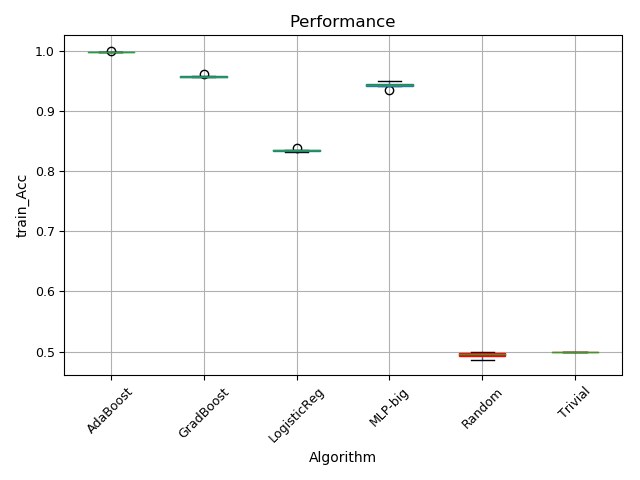 Performance
train_Acc
1.0
0.9
0.8
0.7
0.6
0.5
AdaBoost
GradBoost
LogisticReg
MLP-big
Random
Trivial
Algorithm